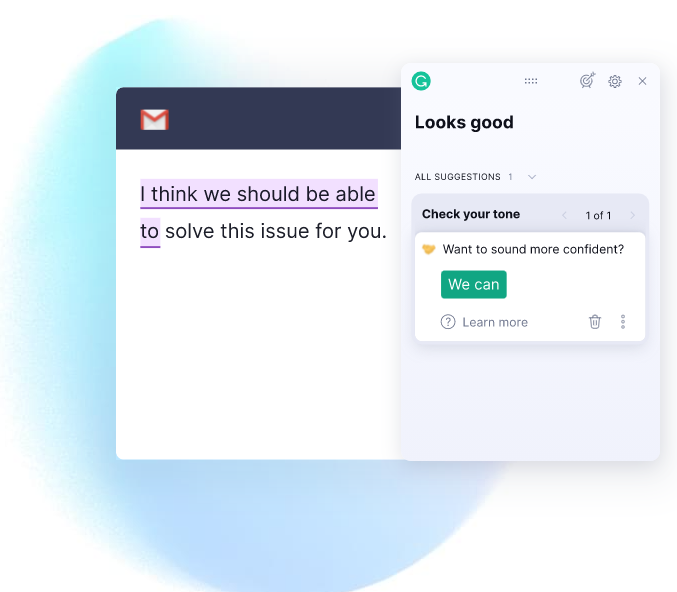 I think we should be able
to solve this issue for you.
Looks good
ALL SUGGESTIONS 1
Check your tone 1 of 1
Want to sound more confident?
We can
Learn more